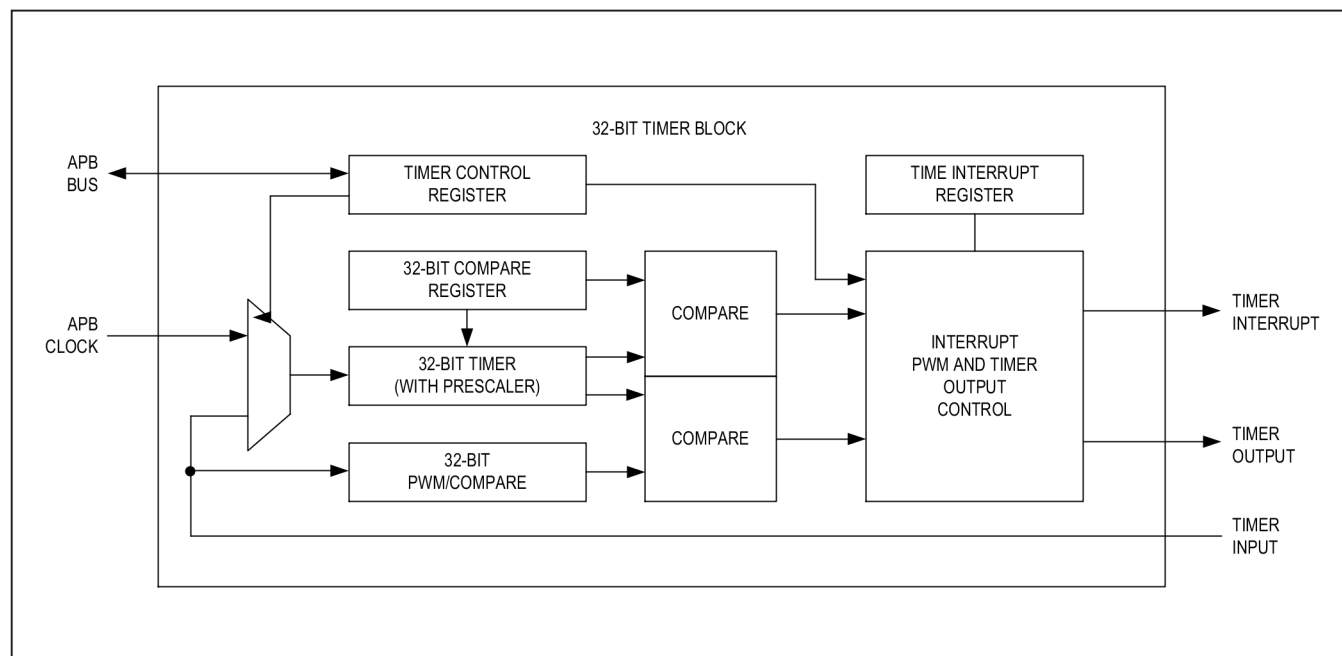 32-BIT TIMER BLOCK
APB
BUS
TIMER CONTROL
REGISTER
TIME INTERRUPT
REGISTER
32-BIT COMPARE
REGISTER
COMPARE
APB
CLOCK
32-BIT TIMER
(WITH PRESCALER)
INTERRUPT
PWM AND TIMER
OUTPUT
CONTROL
TIMER
INTERRUPT
COMPARE
32-BIT
PWM/COMPARE
TIMER
OUTPUT
TIMER
INPUT